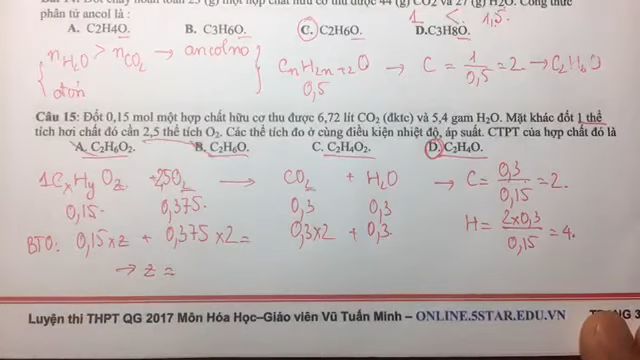 hoàn toàn 23 (g) một hợp chất hữu cơ thu được 44 (g) CO2 và 27 (g) H2O. Công thức
phân tử ancol là :
1 < 1,5.
A. C2H4O. B. C3H6O. C. C2H6O. D.C3H8O.
nH2O > nCO2 → ancol no
đơn
CnH2n+2O → C = 1/0,5 = 2 → C2H6O
0,5
Câu 15: Đốt 0,15 mol một hợp chất hữu cơ thu được 6,72 lít CO2 (đktc) và 5,4 gam H2O. Mặt khác đốt 1 thể
tích hơi chất đó cần 2,5 thể tích O2. Các thể tích đo ở cùng điều kiện nhiệt độ, áp suất. CTPT của hợp chất đó là
A. C2H6O2. B. C2H6O. C. C2H4O2. D. C2H4O.
1CxHyOz + 2,5O2 → CO2 + H2O → C = 0,3/0,15 = 2.
0,15 0,375 0,3 0,3
H = 2x0,3/0,15 = 4.
BTO: 0,15xz + 0,375x2 = 0,3x2 + 0,3
→ z =
Luyện thi THPT QG 2017 Môn Hóa Học–Giáo viên Vũ Tuấn Minh – ONLINE.5STAR.EDU.VN
3